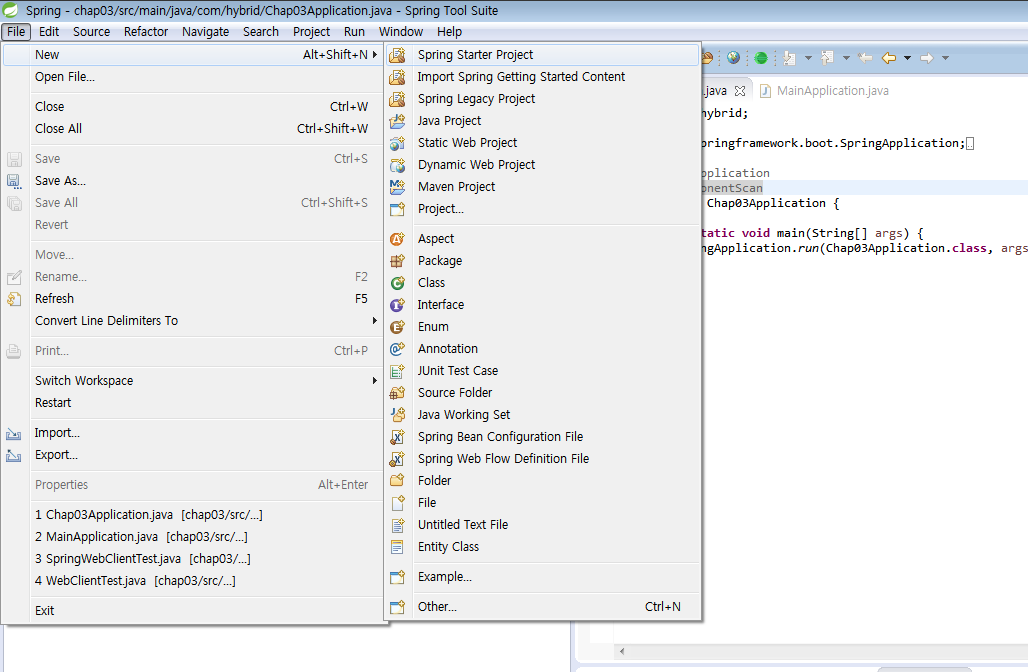 Spring - chap03/src/main/java/com/hybrid/Chap03Application.java - Spring Tool Suite
File Edit Source Refactor Navigate Search Project Run Window Help
New Alt+Shift+N
Open File...
Close Ctrl+W
Close All Ctrl+Shift+W
Save Ctrl+S
Save As...
Save All Ctrl+Shift+S
Revert
Move...
Rename... F2
Refresh F5
Convert Line Delimiters To
Print... Ctrl+P
Switch Workspace
Restart
Import...
Export...
Properties Alt+Enter
1 Chap03Application.java [chap03/src/...]
2 MainApplication.java [chap03/src/...]
3 SpringWebClientTest.java [chap03/...]
4 WebClientTest.java [chap03/src/...]
Exit
Spring Starter Project
Import Spring Getting Started Content
Spring Legacy Project
Java Project
Static Web Project
Dynamic Web Project
Maven Project
Project...
Aspect
Package
Class
Interface
Enum
Annotation
JUnit Test Case
Source Folder
Java Working Set
Spring Bean Configuration File
Spring Web Flow Definition File
Folder
File
Untitled Text File
Entity Class
Example...
Other... Ctrl+N
.java MainApplication.java
hybrid;
pringframework.boot.SpringApplication;
pplication
onentScan
Chap03Application {
tatic void main(String[] args) {
ngApplication.run(Chap03Application.class, args